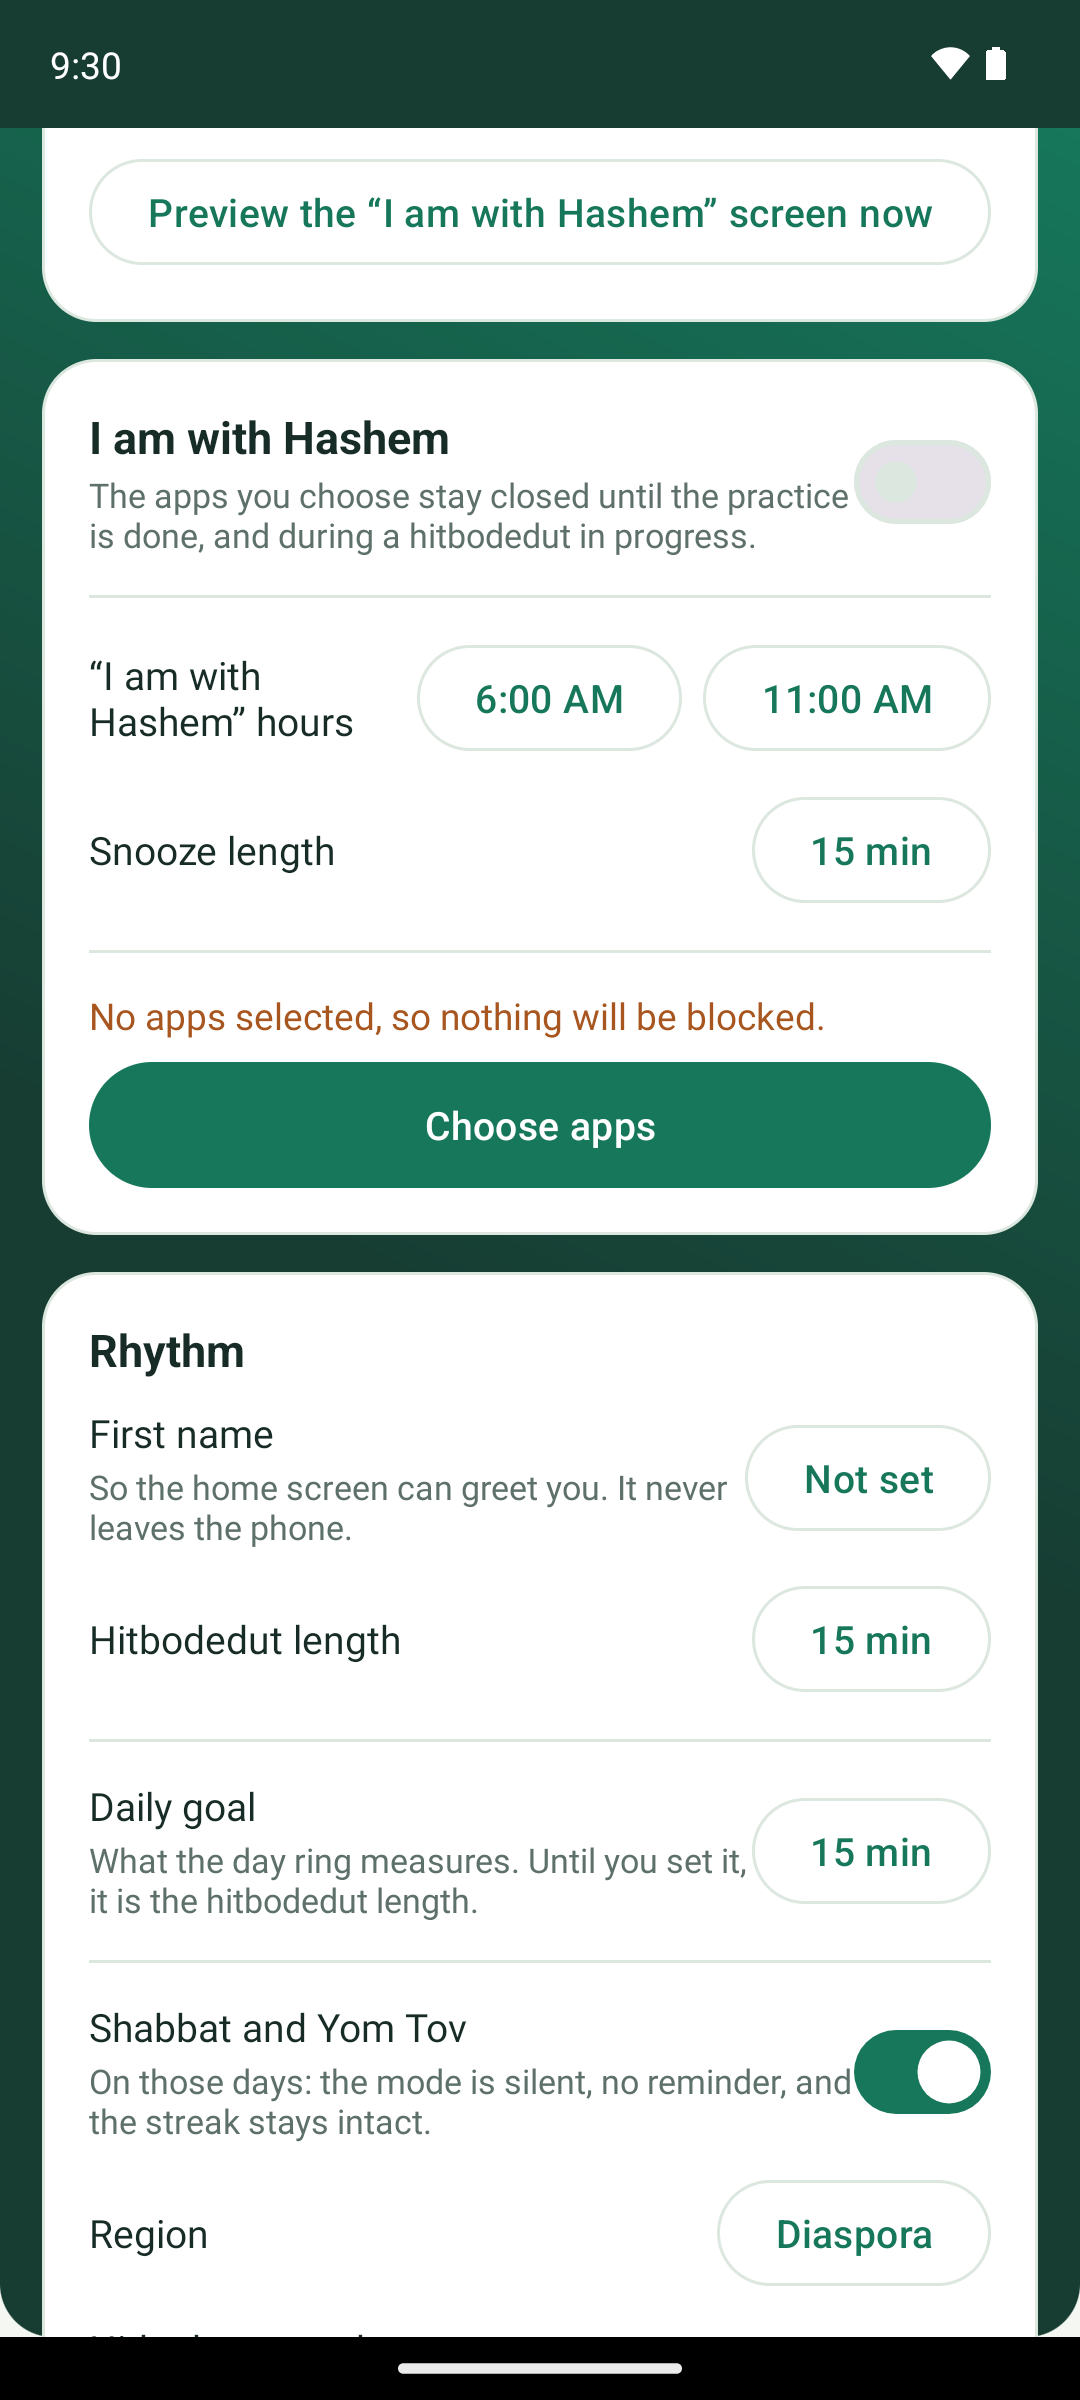 9:30
Preview the “I am with Hashem” screen now
I am with Hashem
The apps you choose stay closed until the practice
is done, and during a hitbodedut in progress.
“I am with
Hashem” hours
6:00 AM
11:00 AM
Snooze length
15 min
No apps selected, so nothing will be blocked.
Choose apps
Rhythm
First name
So the home screen can greet you. It never
leaves the phone.
Not set
Hitbodedut length
15 min
Daily goal
What the day ring measures. Until you set it,
it is the hitbodedut length.
15 min
Shabbat and Yom Tov
On those days: the mode is silent, no reminder, and
the streak stays intact.
Region
Diaspora